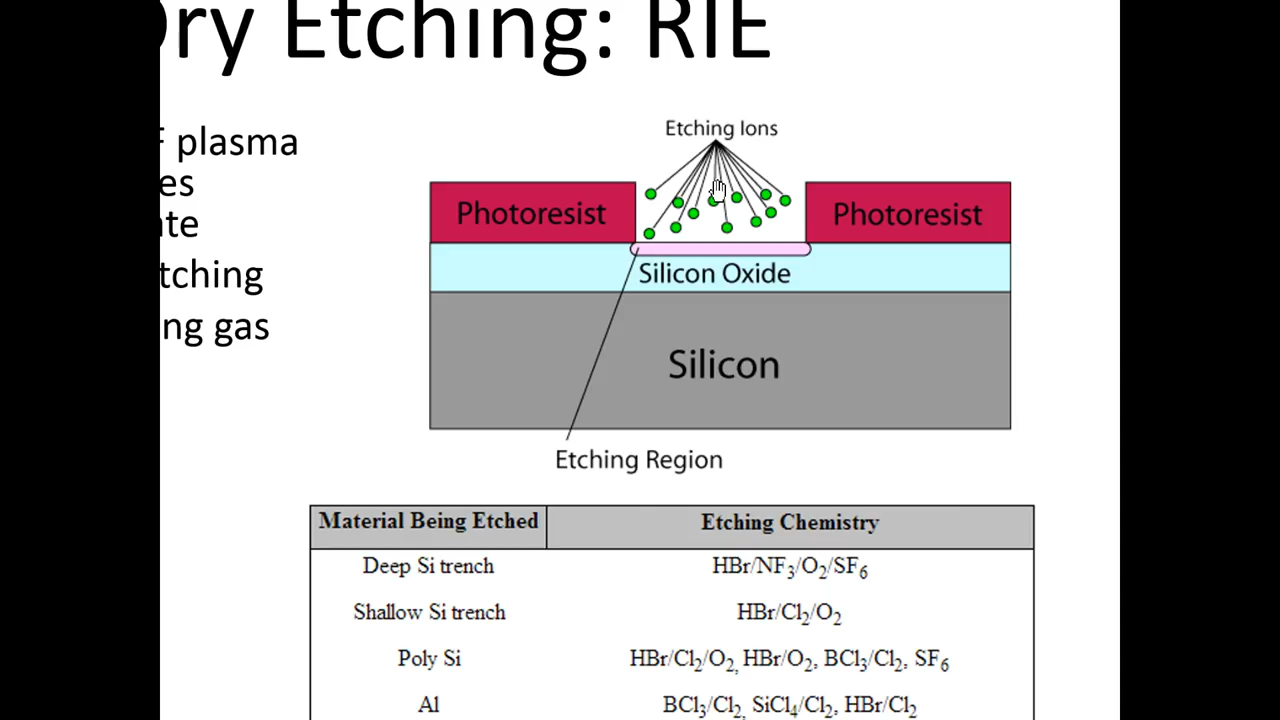 ry Etching: RIE
plasma
es
te
tching
ng gas
Etching Ions
Photoresist
Photoresist
Silicon Oxide
Silicon
Etching Region
Material Being Etched Etching Chemistry
Deep Si trench HBr/NF₃/O₂/SF₆
Shallow Si trench HBr/Cl₂/O₂
Poly Si HBr/Cl₂/O₂, HBr/O₂, BCl₃/Cl₂, SF₆
Al BCl₃/Cl₂, SiCl₄/Cl₂, HBr/Cl₂